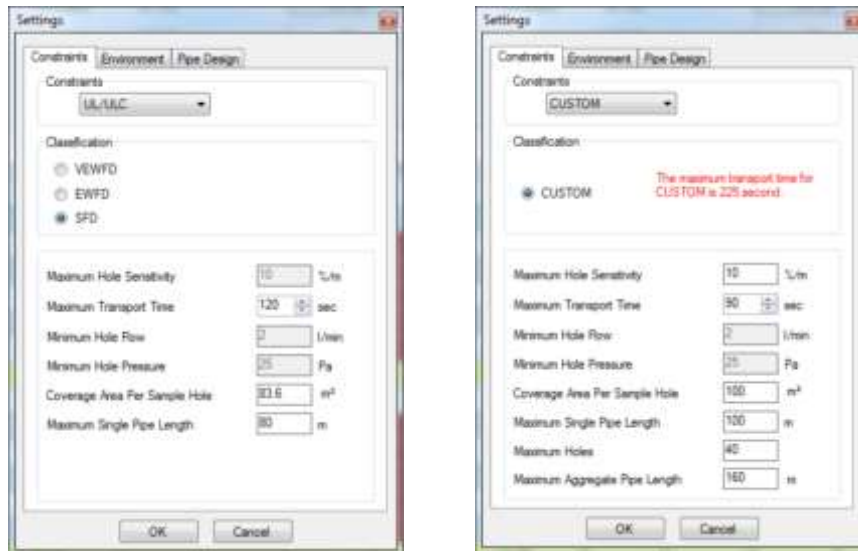 Settings
Constraints Environment Pipe Design
Constraints
UL/ULC
Classification
VEWFD
EWFD
SFD
Maximum Hole Sensitivity 10 %/m
Maximum Transport Time 120 sec
Minimum Hole Flow 2 l/min
Minimum Hole Pressure 25 Pa
Coverage Area Per Sample Hole 83.6 m²
Maximum Single Pipe Length 80 m
OK Cancel
Settings
Constraints Environment Pipe Design
Constraints
CUSTOM
Classification
CUSTOM
The maximum transport time for
CUSTOM is 225 second
Maximum Hole Sensitivity 10 %/m
Maximum Transport Time 90 sec
Minimum Hole Flow 2 l/min
Minimum Hole Pressure 25 Pa
Coverage Area Per Sample Hole 100 m²
Maximum Single Pipe Length 100 m
Maximum Holes 40
Maximum Aggregate Pipe Length 160 m
OK Cancel